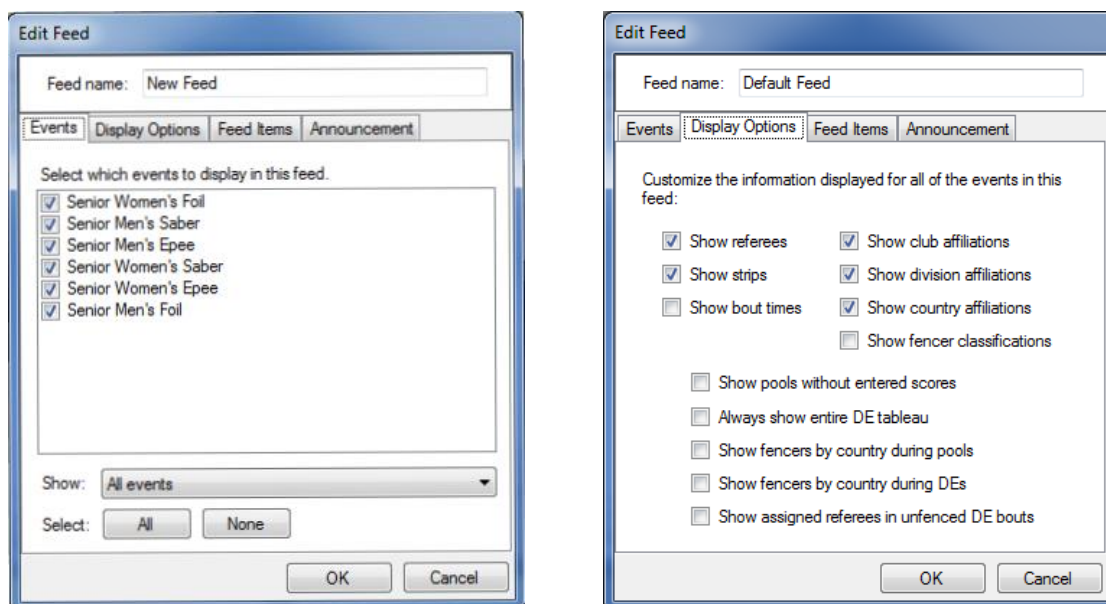 Edit Feed
Feed name: New Feed
Events Display Options Feed Items Announcement
Select which events to display in this feed.
Senior Women's Foil
Senior Men's Saber
Senior Men's Epee
Senior Women's Saber
Senior Women's Epee
Senior Men's Foil
Show: All events
Select: All None
OK Cancel
Edit Feed
Feed name: Default Feed
Events Display Options Feed Items Announcement
Customize the information displayed for all of the events in this
feed:
Show referees Show club affiliations
Show strips Show division affiliations
Show bout times Show country affiliations
Show fencer classifications
Show pools without entered scores
Always show entire DE tableau
Show fencers by country during pools
Show fencers by country during DEs
Show assigned referees in unfenced DE bouts
OK Cancel